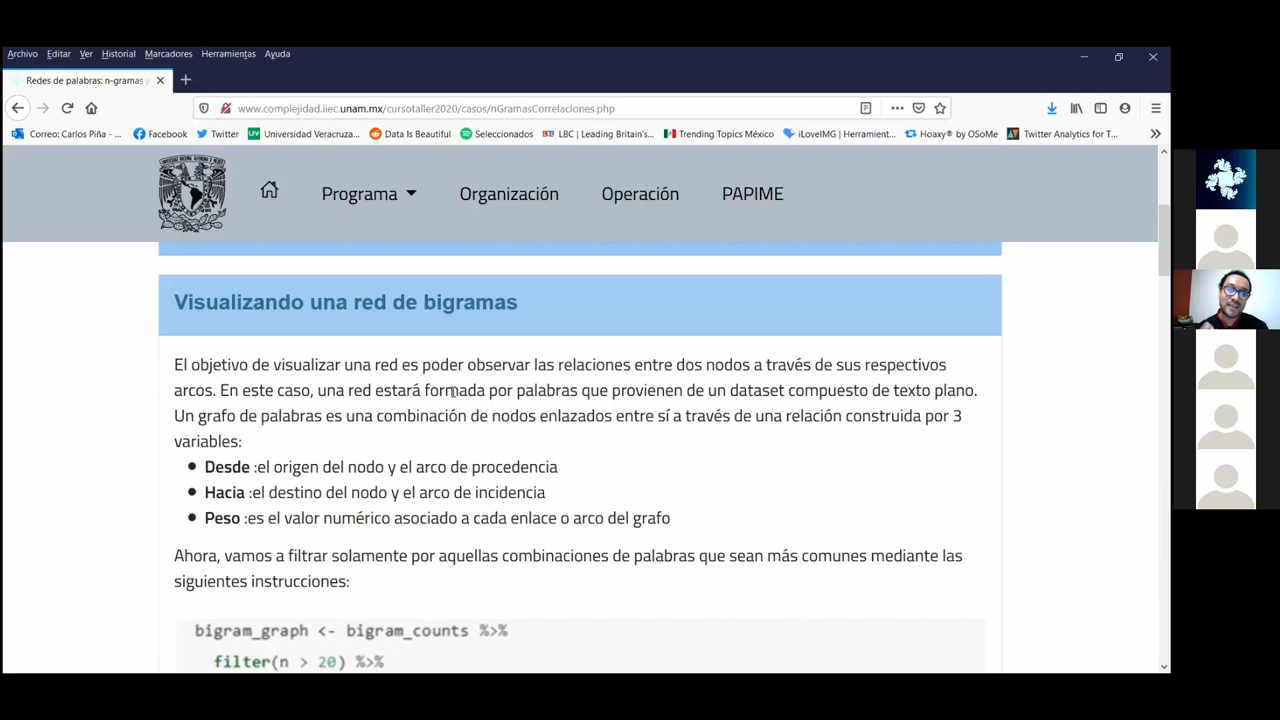 Archivo Editar Ver Historial Marcadores Herramientas Ayuda
Redes de palabras: n-gramas y
www.complejidad.iiec.unam.mx/cursotaller2020/casos/nGramasCorrelaciones.php
Correo: Carlos Piña - ... Facebook Twitter Universidad Veracruza... Data Is Beautiful Seleccionados LBC | Leading Britain's... Trending Topics México iLoveIMG | Herramient... Hoaxy® by OSoMe Twitter Analytics for T...
Programa Organización Operación PAPIME
Visualizando una red de bigramas
El objetivo de visualizar una red es poder observar las relaciones entre dos nodos a través de sus respectivos
arcos. En este caso, una red estará formada por palabras que provienen de un dataset compuesto de texto plano.
Un grafo de palabras es una combinación de nodos enlazados entre sí a través de una relación construida por 3
variables:
Desde :el origen del nodo y el arco de procedencia
Hacia :el destino del nodo y el arco de incidencia
Peso :es el valor numérico asociado a cada enlace o arco del grafo
Ahora, vamos a filtrar solamente por aquellas combinaciones de palabras que sean más comunes mediante las
siguientes instrucciones:
bigram_graph <- bigram_counts %>%
filter(n > 20) %>%